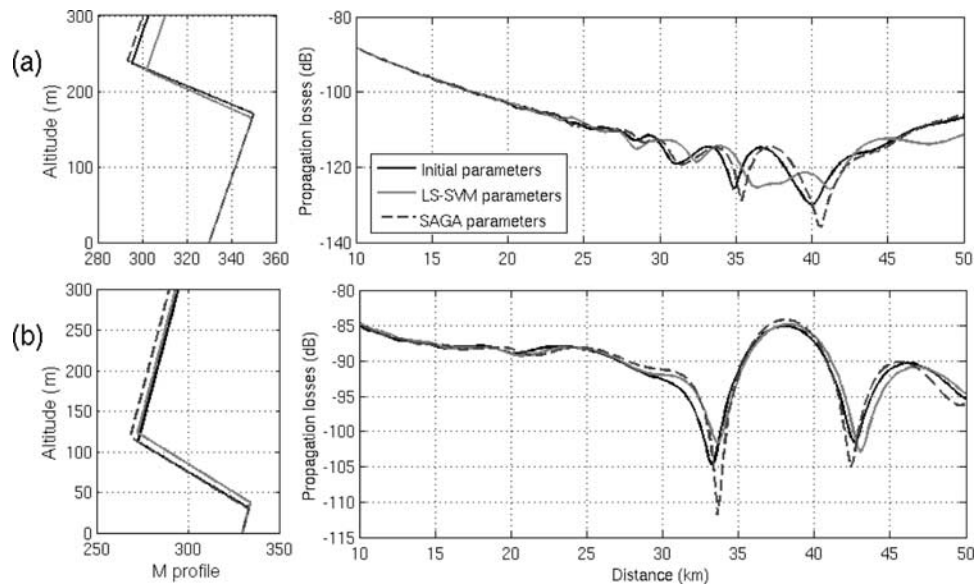 (a)
Altitude (m)
300
200
100
0
280 300 320 340 360
Propagation losses (dB)
-80
-100
-120
-140
10 15 20 25 30 35 40 45 50
Initial parameters
LS-SVM parameters
SAGA parameters
(b)
Altitude (m)
300
250
200
150
100
50
0
250 300 350
M profile
Propagation losses (dB)
-80
-85
-90
-95
-100
-105
-110
-115
10 15 20 25 30 35 40 45 50
Distance (km)